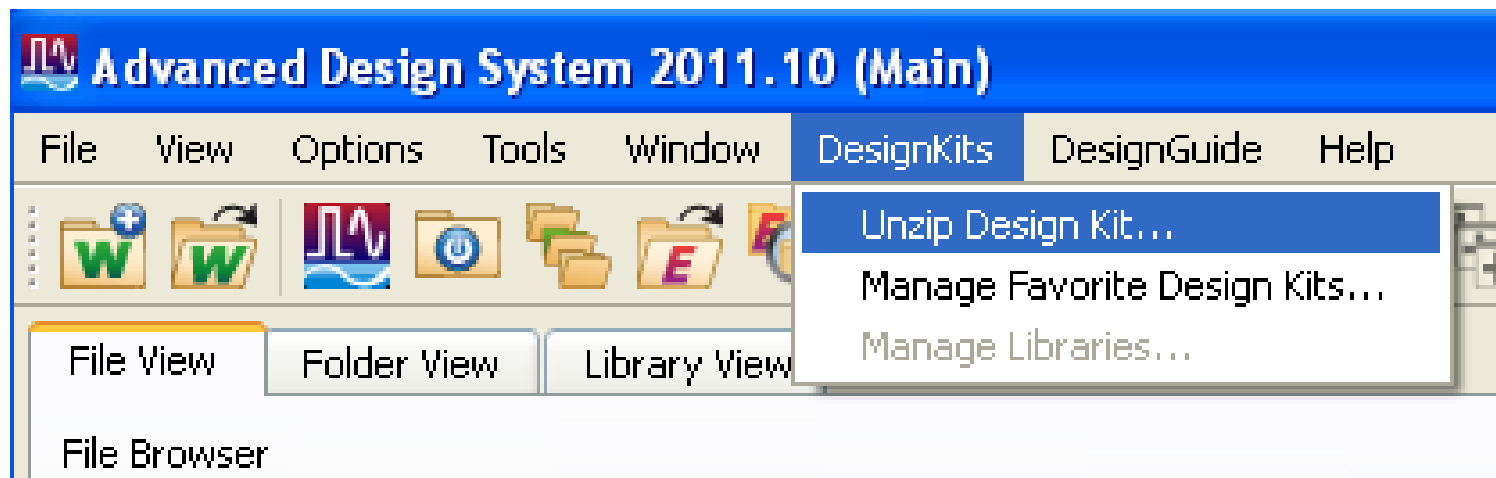 Advanced Design System 2011.10 (Main)
File View Options Tools Window DesignKits DesignGuide Help
W W E E
Unzip Design Kit...
Manage Favorite Design Kits...
Manage Libraries...
File View Folder View Library View
File Browser